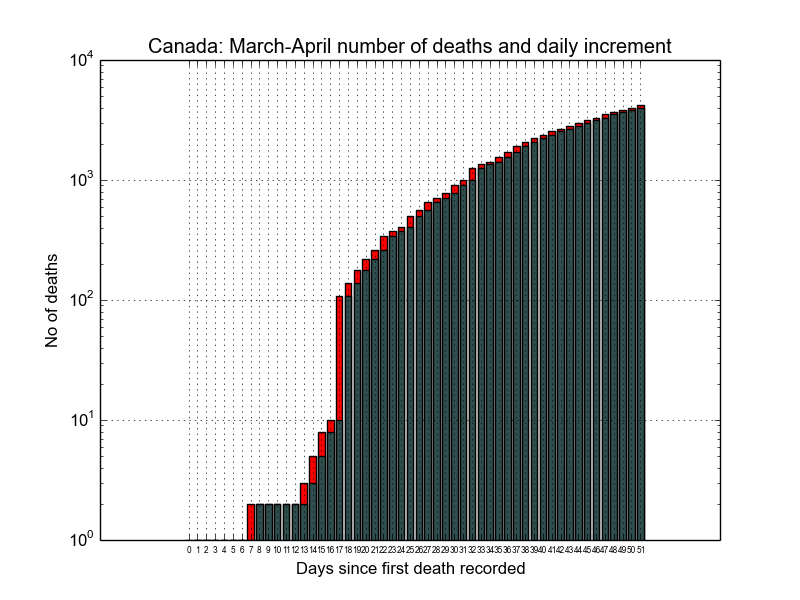 Canada: March-April number of deaths and daily increment
10^4
10^3
10^2
10^1
10^0
No of deaths
0 1 2 3 4 5 6 7 8 9 10 11 12 13 14 15 16 17 18 19 20 21 22 23 24 25 26 27 28 29 30 31 32 33 34 35 36 37 38 39 40 41 42 43 44 45 46 47 48 49 50 51
Days since first death recorded